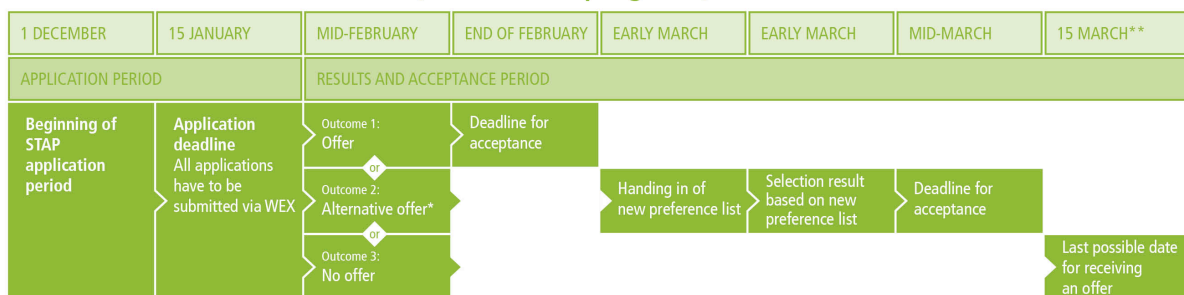 1 DECEMBER
15 JANUARY
MID-FEBRUARY
END OF FEBRUARY
EARLY MARCH
EARLY MARCH
MID-MARCH
15 MARCH**
APPLICATION PERIOD
RESULTS AND ACCEPTANCE PERIOD
Beginning of
STAP
application
period
Application
deadline
All applications
have to be
submitted via WEX
Outcome 1:
Offer
Deadline for
acceptance
or
Outcome 2:
Alternative offer*
Handing in of
new preference list
Selection result
based on new
preference list
Deadline for
acceptance
or
Outcome 3:
No offer
Last possible date
for receiving
an offer